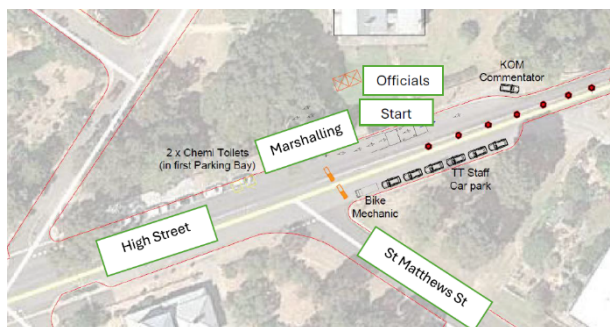 Officials
KOM
Commentator
Start
Marshalling
2 x Chemi Toilets
(in first Parking Bay)
TT Staff
Car park
Bike
Mechanic
High Street
St Matthews St